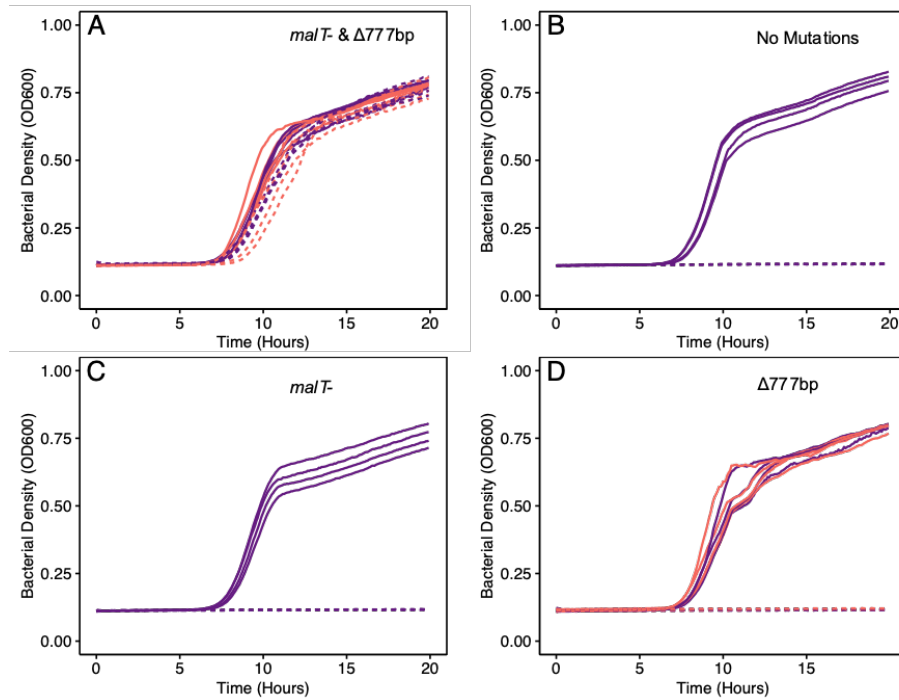 A
malT- & Δ777bp
Bacterial Density (OD600)
1.00
0.75
0.50
0.25
0.00
0
5
10
15
20
Time (Hours)
B
No Mutations
Bacterial Density (OD600)
1.00
0.75
0.50
0.25
0.00
0
5
10
15
20
Time (Hours)
C
malT-
Bacterial Density (OD600)
1.00
0.75
0.50
0.25
0.00
0
5
10
15
20
Time (Hours)
D
Δ777bp
Bacterial Density (OD600)
1.00
0.75
0.50
0.25
0.00
0
5
10
15
20
Time (Hours)